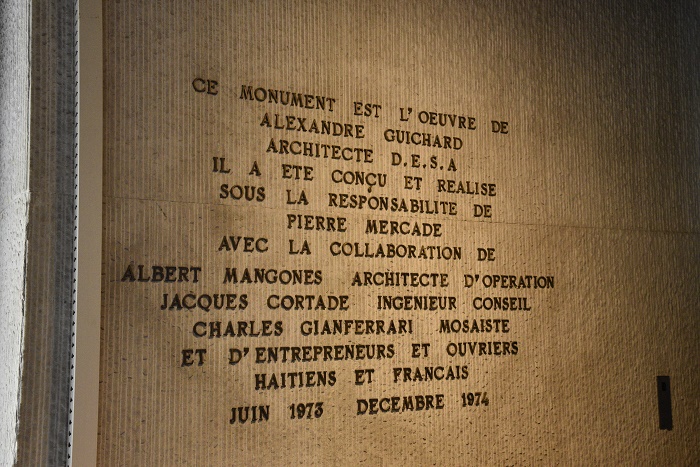 CE MONUMENT EST L'OEUVRE DE
ALEXANDRE GUICHARD
ARCHITECTE D.E.S.A
IL A ETE CONÇU ET REALISE
SOUS LA RESPONSABILITE DE
PIERRE MERCADE
AVEC LA COLLABORATION DE
ALBERT MANGONES ARCHITECTE D'OPERATION
JACQUES CORTADE INGENIEUR CONSEIL
CHARLES GIANFERRARI MOSAISTE
ET D'ENTREPRENEURS ET OUVRIERS
HAITIENS ET FRANCAIS
JUIN 1973 DECEMBRE 1974